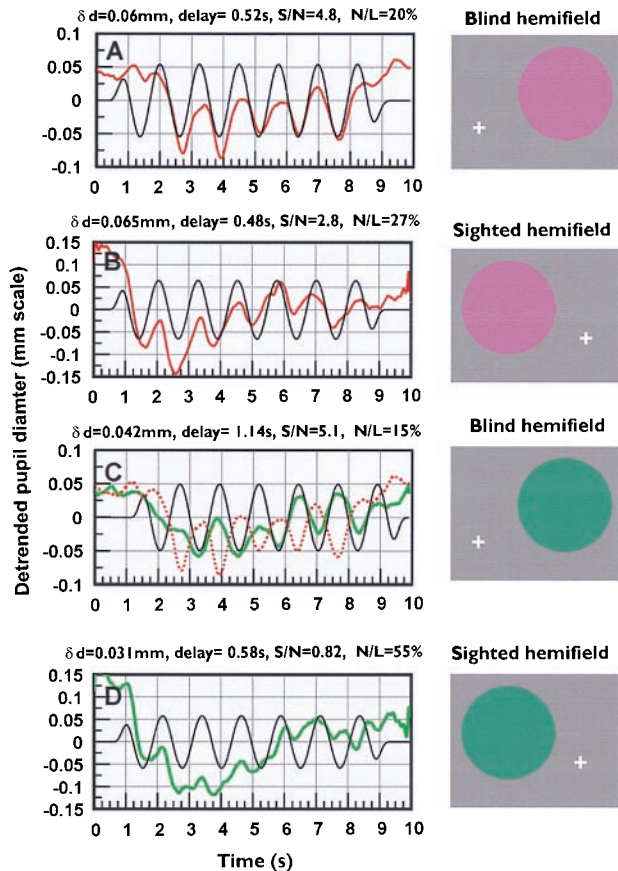 δ d=0.06mm, delay= 0.52s, S/N=4.8, N/L=20%
Blind hemifield
0.1
0.05
0
-0.05
-0.1
A
+
0 1 2 3 4 5 6 7 8 9 10
δ d=0.065mm, delay= 0.48s, S/N=2.8, N/L=27%
Sighted hemifield
0.15
0.1
0.05
0
-0.05
-0.1
-0.15
B
+
0 1 2 3 4 5 6 7 8 9 10
δ d=0.042mm, delay= 1.14s, S/N=5.1, N/L=15%
Blind hemifield
0.1
0.05
0
-0.05
-0.1
C
+
0 1 2 3 4 5 6 7 8 9 10
δ d=0.031mm, delay= 0.58s, S/N=0.82, N/L=55%
Sighted hemifield
0.15
0.1
0.05
0
-0.05
-0.1
-0.15
D
+
0 1 2 3 4 5 6 7 8 9 10
Time (s)
Detrended pupil diamter (mm scale)